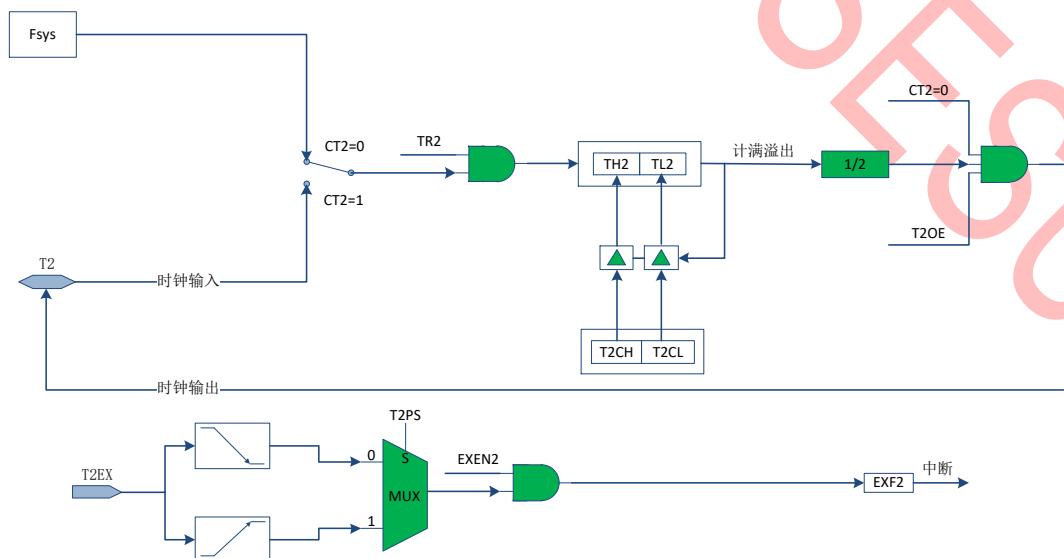 Fsys
CT2=0
CT2=0
TR2
TH2 TL2
计满溢出
1/2
CT2=1
T2OE
T2
时钟输入
T2CH T2CL
时钟输出
T2PS
0
S
EXEN2
中断
T2EX
MUX
EXF2
1
OESU